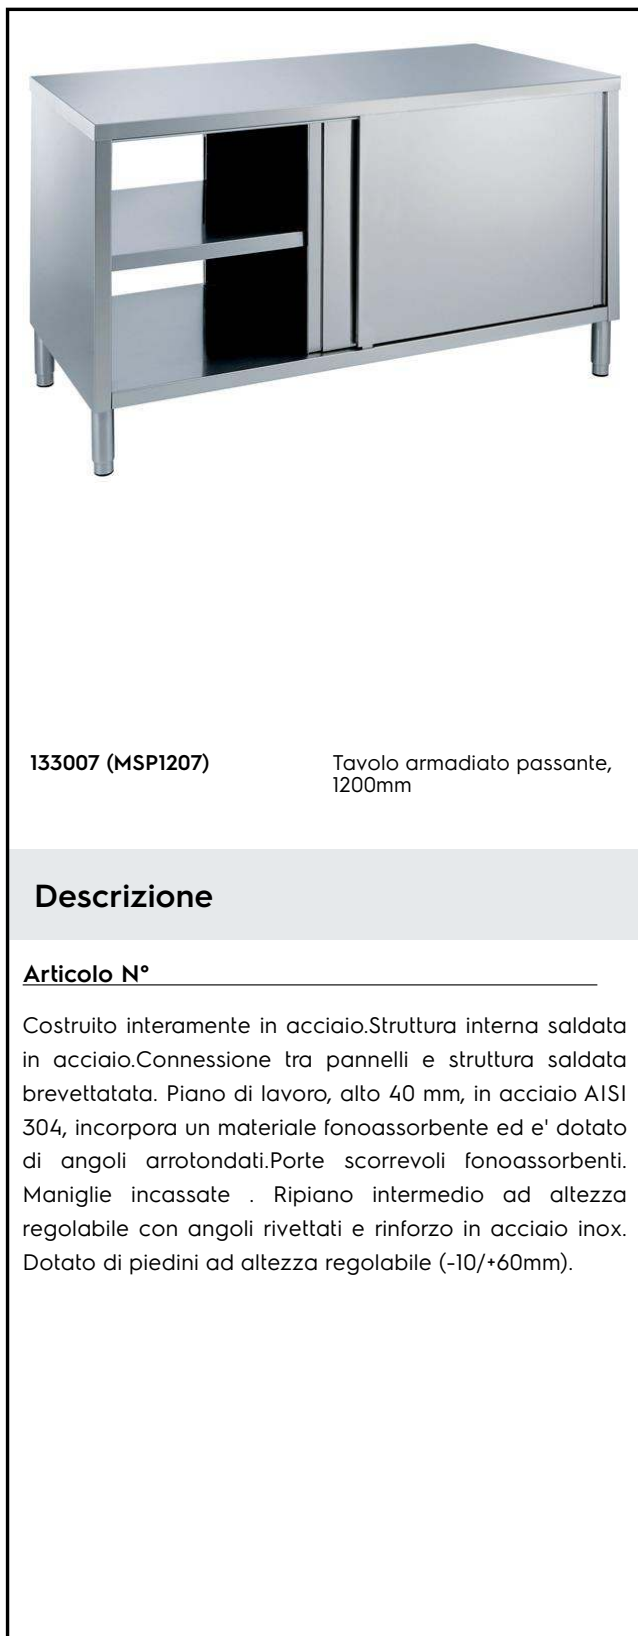 133007 (MSP1207)
Tavolo armadiato passante,
1200mm
Descrizione
Articolo N°
Costruito interamente in acciaio.Struttura interna saldata
in acciaio.Connessione tra pannelli e struttura saldata
brevettatata. Piano di lavoro, alto 40 mm, in acciaio AISI
304, incorpora un materiale fonoassorbente ed e' dotato
di angoli arrotondati.Porte scorrevoli fonoassorbenti.
Maniglie incassate . Ripiano intermedio ad altezza
regolabile con angoli rivettati e rinforzo in acciaio inox.
Dotato di piedini ad altezza regolabile (-10/+60mm).